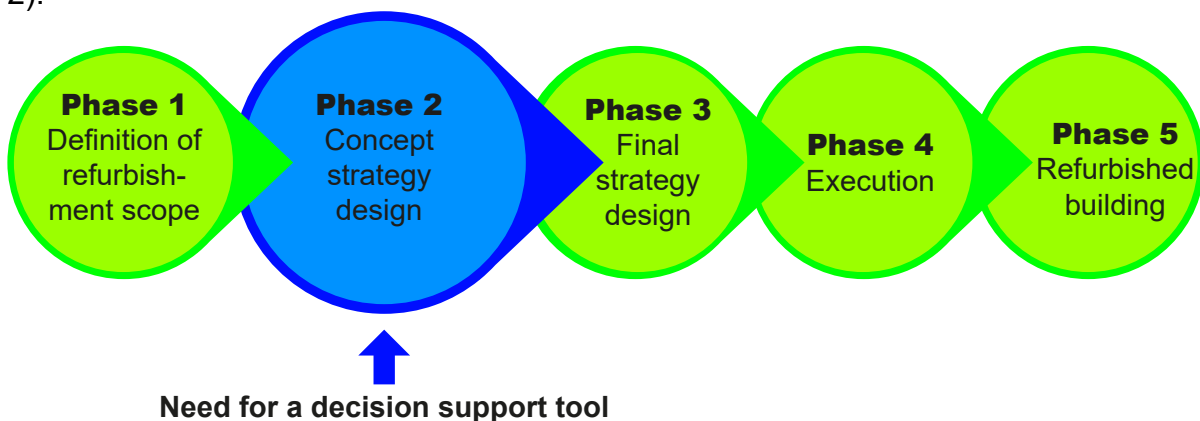 2).
Phase 1
Definition of
refurbish-
ment scope
Phase 2
Concept
strategy
design
Phase 3
Final
strategy
design
Phase 4
Execution
Phase 5
Refurbished
building
Need for a decision support tool